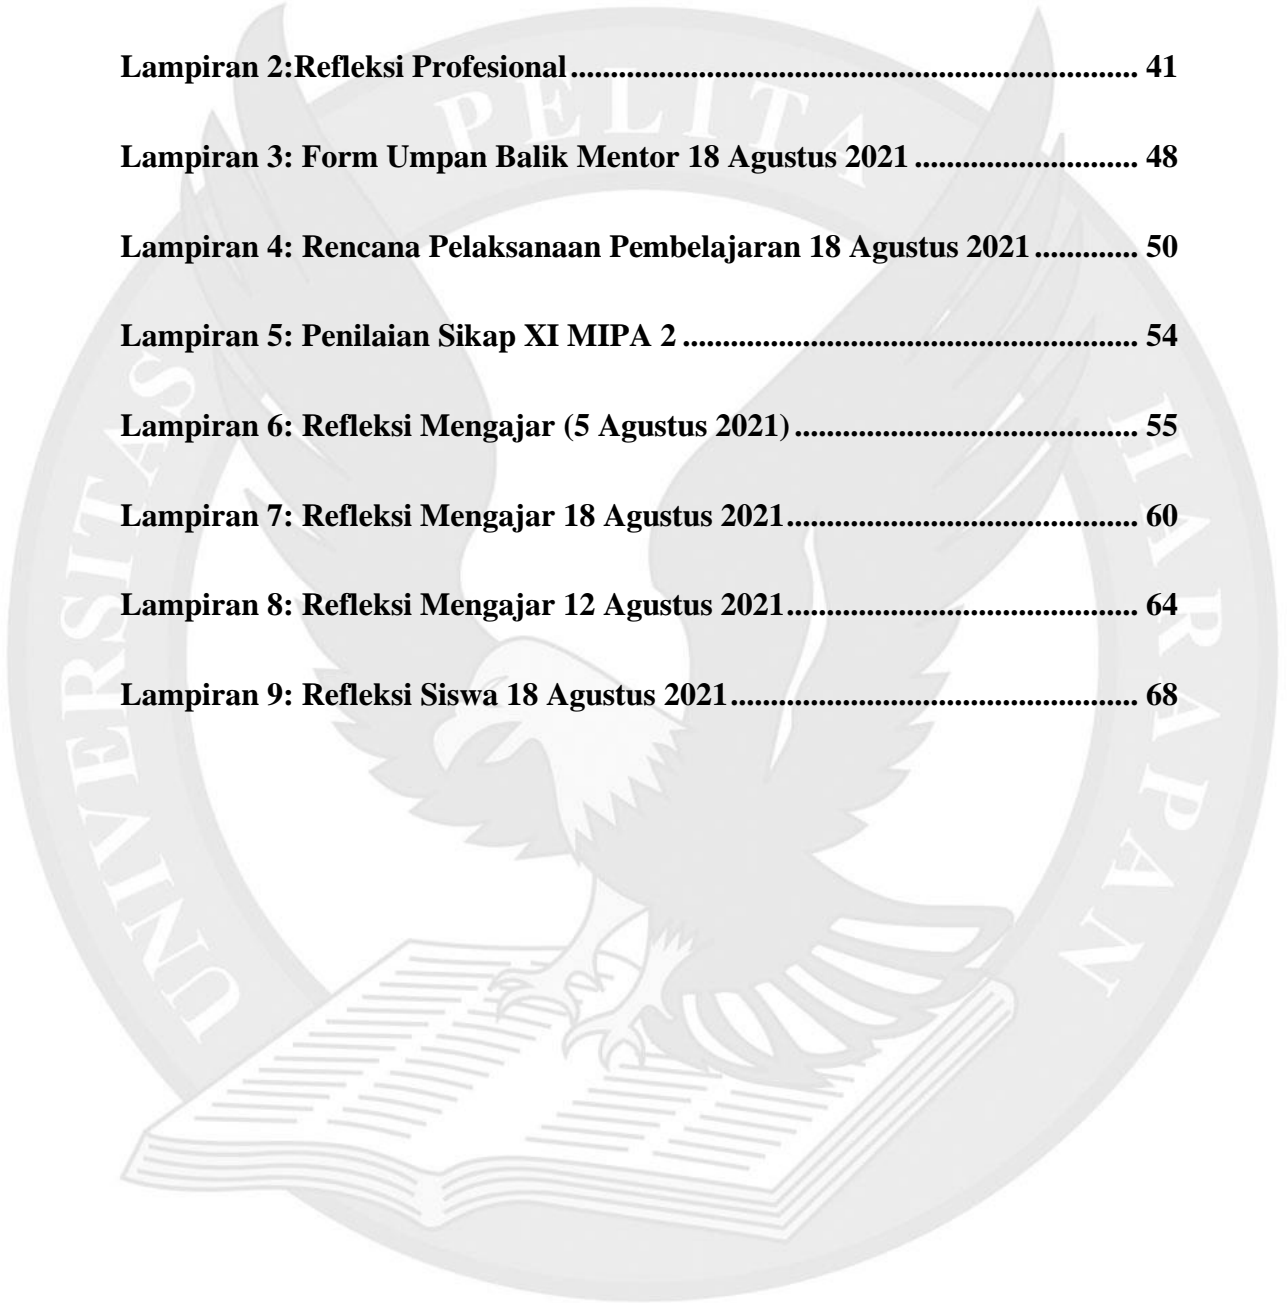 Lampiran 2:Refleksi Profesional....................................................................... 41
Lampiran 3: Form Umpan Balik Mentor 18 Agustus 2021 ............................ 48
Lampiran 4: Rencana Pelaksanaan Pembelajaran 18 Agustus 2021 ............. 50
Lampiran 5: Penilaian Sikap XI MIPA 2 ......................................................... 54
Lampiran 6: Refleksi Mengajar (5 Agustus 2021) ........................................... 55
Lampiran 7: Refleksi Mengajar 18 Agustus 2021............................................ 60
Lampiran 8: Refleksi Mengajar 12 Agustus 2021............................................ 64
Lampiran 9: Refleksi Siswa 18 Agustus 2021................................................... 68
UNIVERSITAS PELITA HARAPAN